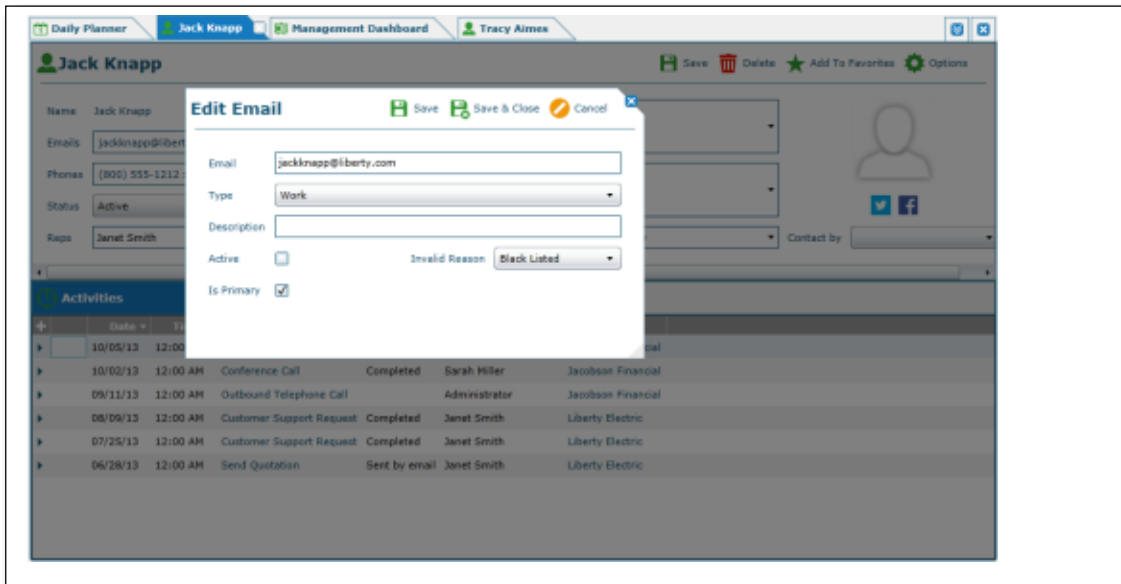 Daily Planner Jack Knapp Management Dashboard Tracy Aimes
Jack Knapp Save Delete Add To Favorites Options
Edit Email Save Save & Close Cancel
Name Jack Knapp
Emails jackknapp@libert
Email jackknapp@liberty.com
Phones (800) 555-1212
Type Work
Status Active
Description
Reps Janet Smith Contact by
Active Invalid Reason Black Listed
Is Primary
Activities
Date
10/05/13 12:00
10/02/13 12:00 AM Conference Call Completed Sarah Miller Jacobson Financial
09/11/13 12:00 AM Outbound Telephone Call Administrator Jacobson Financial
08/09/13 12:00 AM Customer Support Request Completed Janet Smith Liberty Electric
07/25/13 12:00 AM Customer Support Request Completed Janet Smith Liberty Electric
06/28/13 12:00 AM Send Quotation Sent by email Janet Smith Liberty Electric